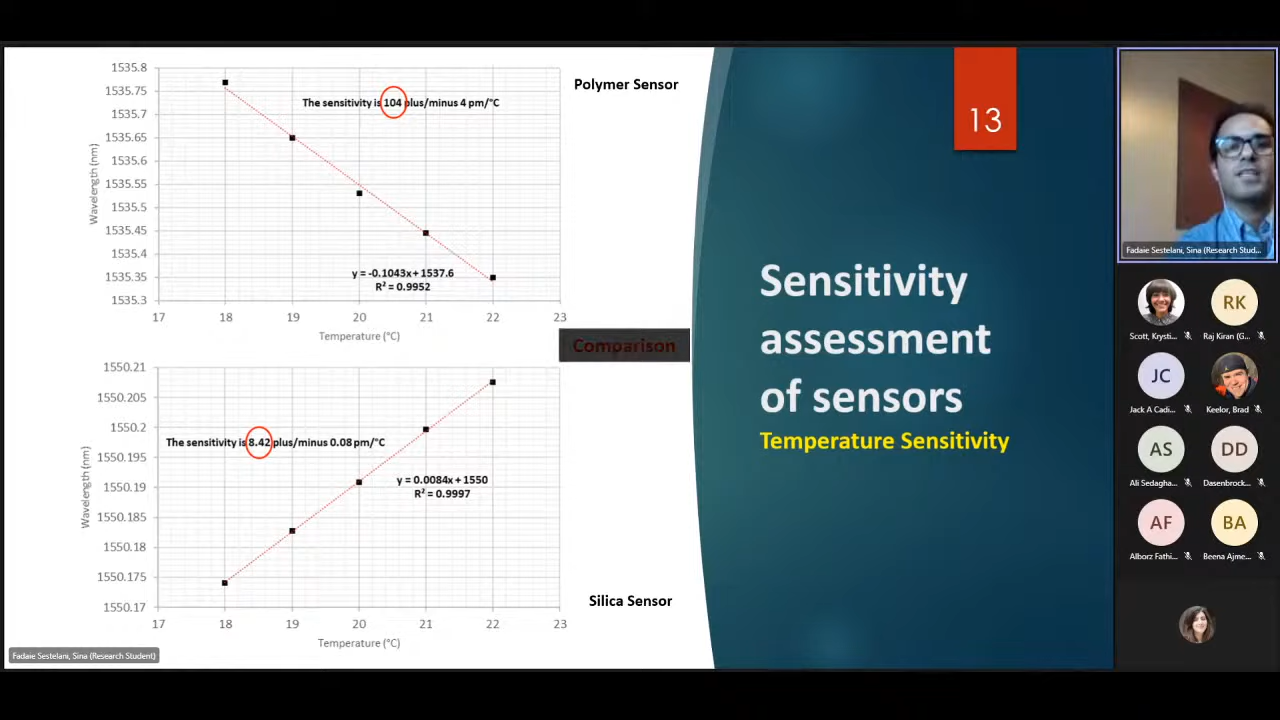 Polymer Sensor
1535.8
1535.75
1535.7
1535.65
1535.6
1535.55
1535.5
1535.45
1535.4
1535.35
1535.3
Wavelength (nm)
The sensitivity is 104 plus/minus 4 pm/°C
y = -0.1043x + 1537.6
R² = 0.9952
17 18 19 20 21 22 23
Temperature (°C)
Comparison
1550.21
1550.205
1550.2
1550.195
1550.19
1550.185
1550.18
1550.175
1550.17
Wavelength (nm)
The sensitivity is 8.42 plus/minus 0.08 pm/°C
y = 0.0084x + 1550
R² = 0.9997
17 18 19 20 21 22 23
Temperature (°C)
Silica Sensor
Fadaie Sestelani, Sina (Research Student)
13
Sensitivity
assessment
of sensors
Temperature Sensitivity
Fadaie Sestelani, Sina (Research Stud...
Scott, Krysti...
RK
Raj Kiran (G...
JC
Jack A Cadi...
Keelor, Brad
AS
Ali Sedagha...
DD
Dasenbrock...
AF
Alborz Fathi...
BA
Beena Ajme...